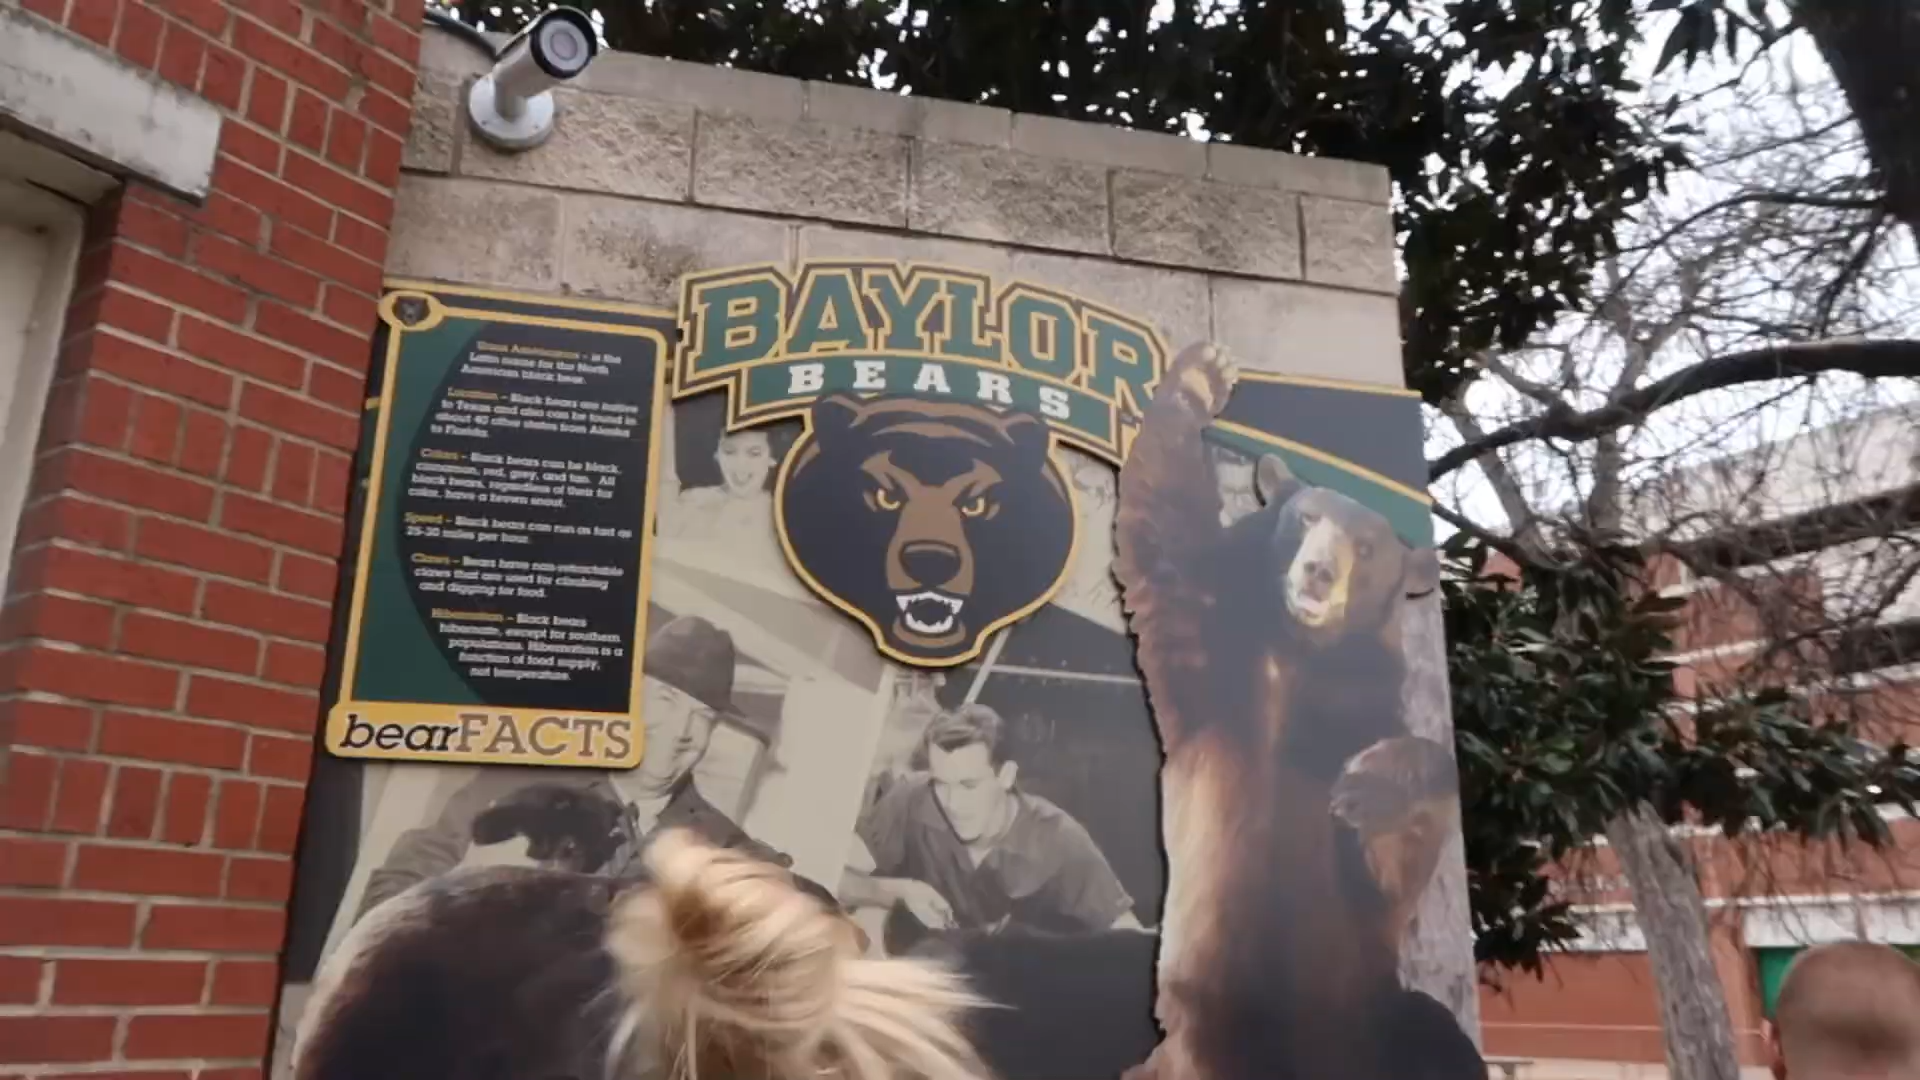 BAYLOR
BEARS
Ursus Americanus - is the
Latin name for the North
American black bear.
Location - Black bears are native
to Texas and also can be found in
about 40 other states from Alaska
to Florida.
Colors - Black bears can be black,
cinnamon, red, grey, and tan. All
black bears, regardless of their fur
color, have a brown snout.
Speed - Black bears can run as fast as
25-30 miles per hour.
Claws - Bears have non-retractable
claws that are used for climbing
and digging for food.
Hibernation - Black bears
hibernate, except for southern
populations. Hibernation is a
function of food supply,
not temperature.
bearFACTS